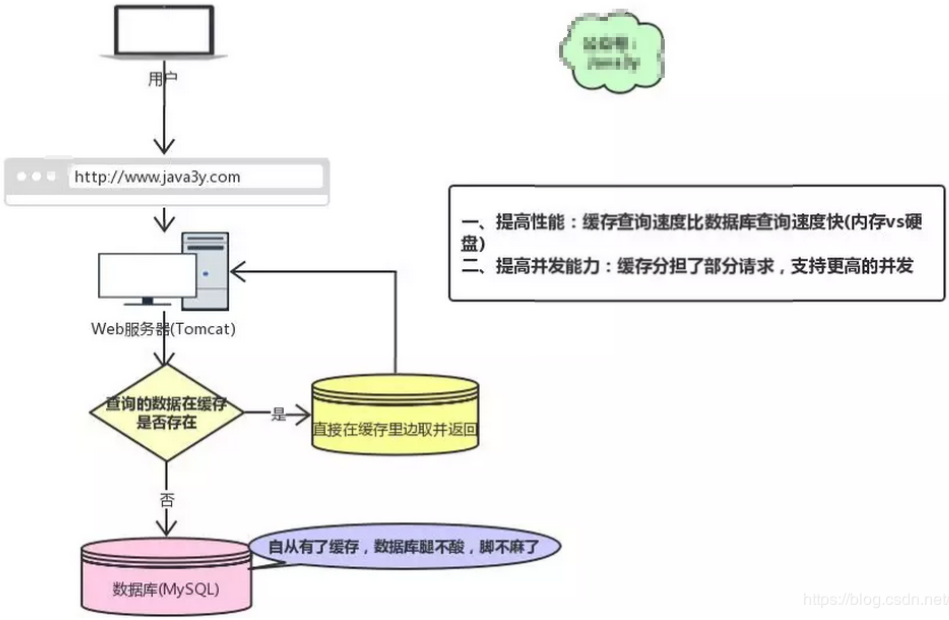 用户
http://www.java3y.com
一、提高性能：缓存查询速度比数据库查询速度快(内存vs硬
盘)
二、提高并发能力：缓存分担了部分请求，支持更高的并发
Web服务器(Tomcat)
查询的数据在缓存
是否存在
是
直接在缓存里边取并返回
否
自从有了缓存，数据库腿不酸，脚不麻了
数据库(MySQL)
https://blog.csdn.net